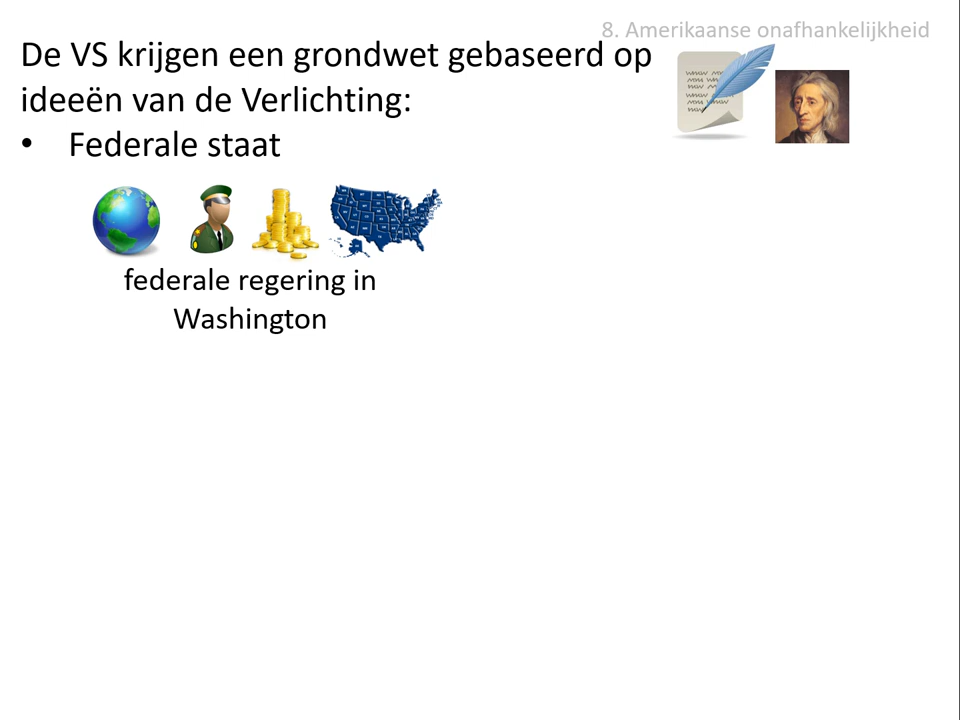 8. Amerikaanse onafhankelijkheid
De VS krijgen een grondwet gebaseerd op
ideeën van de Verlichting:
• Federale staat
federale regering in
Washington